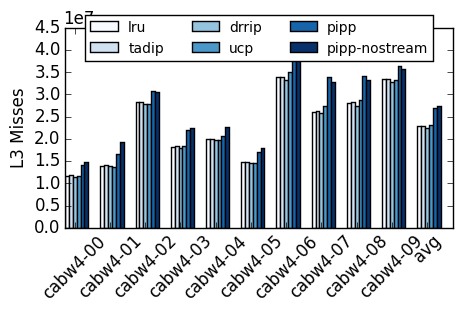 1e7
lru drrip pipp
tadip ucp pipp-nostream
4.5
4.0
3.5
3.0
2.5
2.0
1.5
1.0
0.5
0.0
L3 Misses
cabw4-00 cabw4-01 cabw4-02 cabw4-03 cabw4-04 cabw4-05 cabw4-06 cabw4-07 cabw4-08 cabw4-09 avg